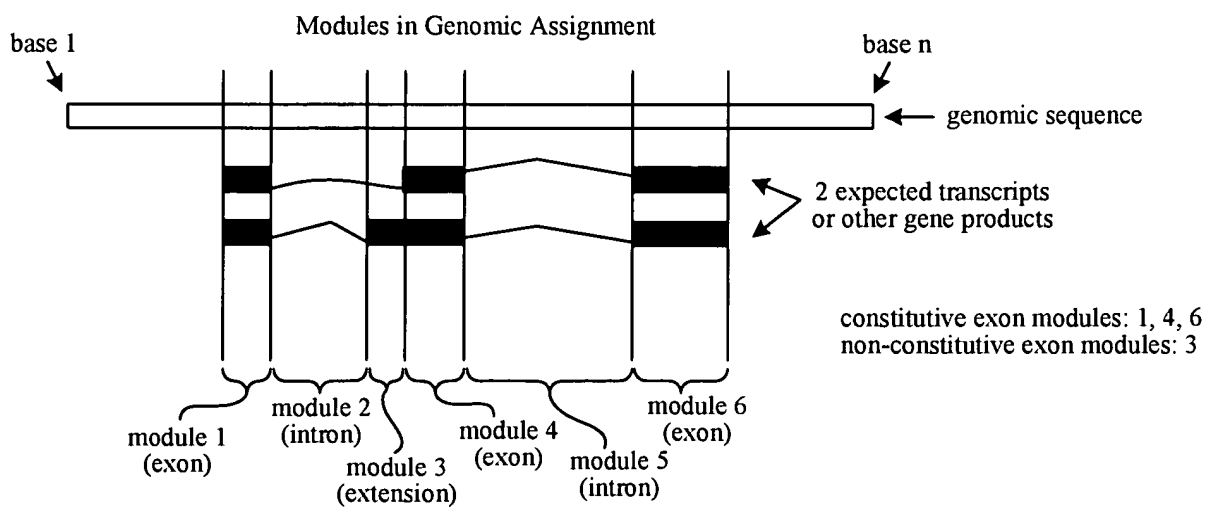 Modules in Genomic Assignment
base 1
base n
genomic sequence
2 expected transcripts
or other gene products
constitutive exon modules: 1, 4, 6
non-constitutive exon modules: 3
module 1
(exon)
module 2
(intron)
module 3
(extension)
module 4
(exon)
module 5
(intron)
module 6
(exon)